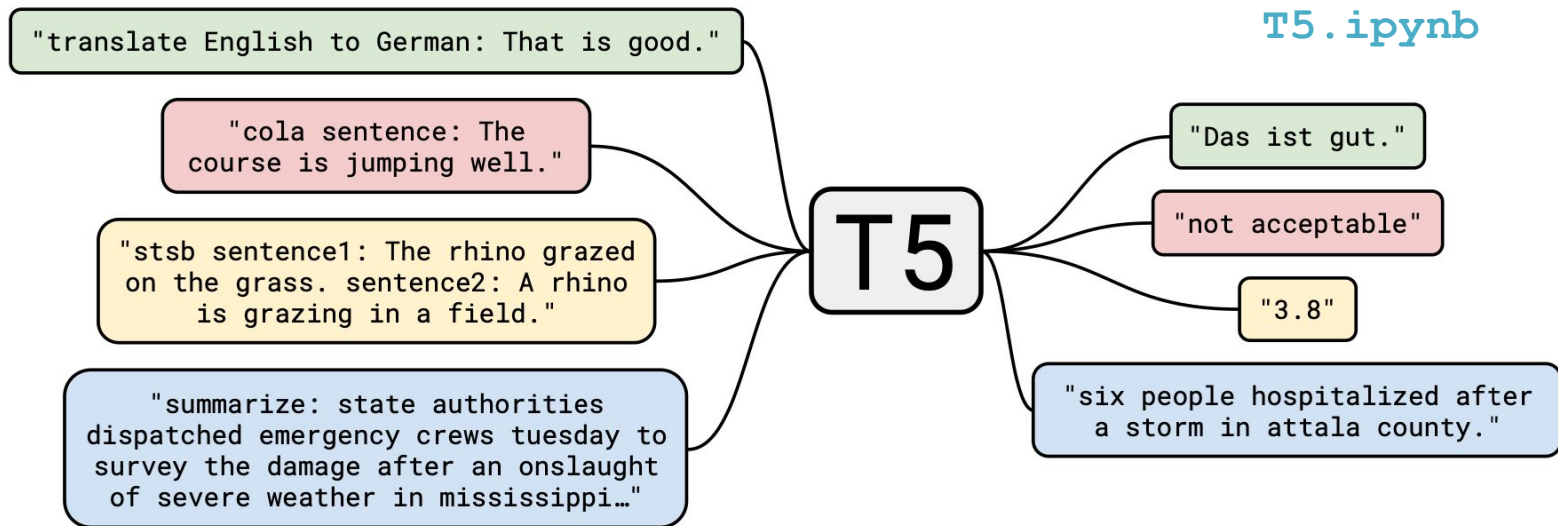 T5.ipynb
"translate English to German: That is good."
"cola sentence: The
course is jumping well."
"stsb sentence1: The rhino grazed
on the grass. sentence2: A rhino
is grazing in a field."
"summarize: state authorities
dispatched emergency crews tuesday to
survey the damage after an onslaught
of severe weather in mississippi…"
T5
"Das ist gut."
"not acceptable"
"3.8"
"six people hospitalized after
a storm in attala county."